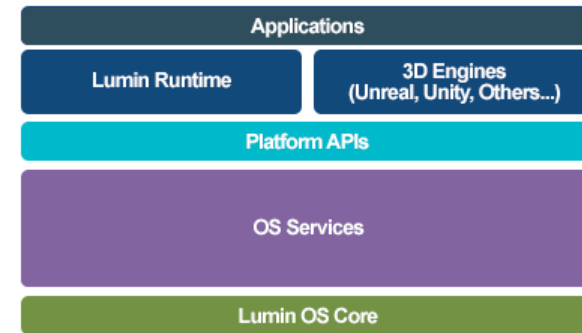 Applications
Lumin Runtime
3D Engines
(Unreal, Unity, Others...)
Platform APIs
OS Services
Lumin OS Core